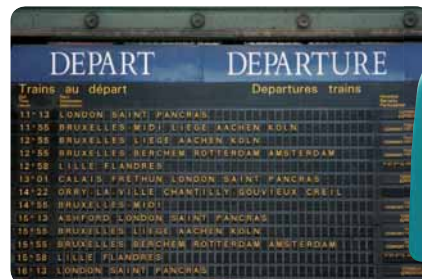 DEPART DEPARTURE
Trains au départ Departures trains
11 13 LONDON SAINT PANCRAS
11 55 BRUXELLES-MIDI LIEGE AACHEN KOLN
12 55 BRUXELLES LIEGE AACHEN KOLN
12 55 BRUXELLES BERCHEM ROTTERDAM AMSTERDAM
12 58 LILLE FLANDRES
13 01 CALAIS FRETHUN LONDON SAINT PANCRAS
14 22 ORRY.LA.VILLE CHANTILLY.GOUVIEUX CREIL
14 55 BRUXELLES-MIDI
15 13 ASHFORD LONDON SAINT PANCRAS
15 55 BRUXELLES LIEGE AACHEN KOLN
15 55 BRUXELLES BERCHEM ROTTERDAM AMSTERDAM
15 58 LILLE FLANDRES
16 13 LONDON SAINT PANCRAS